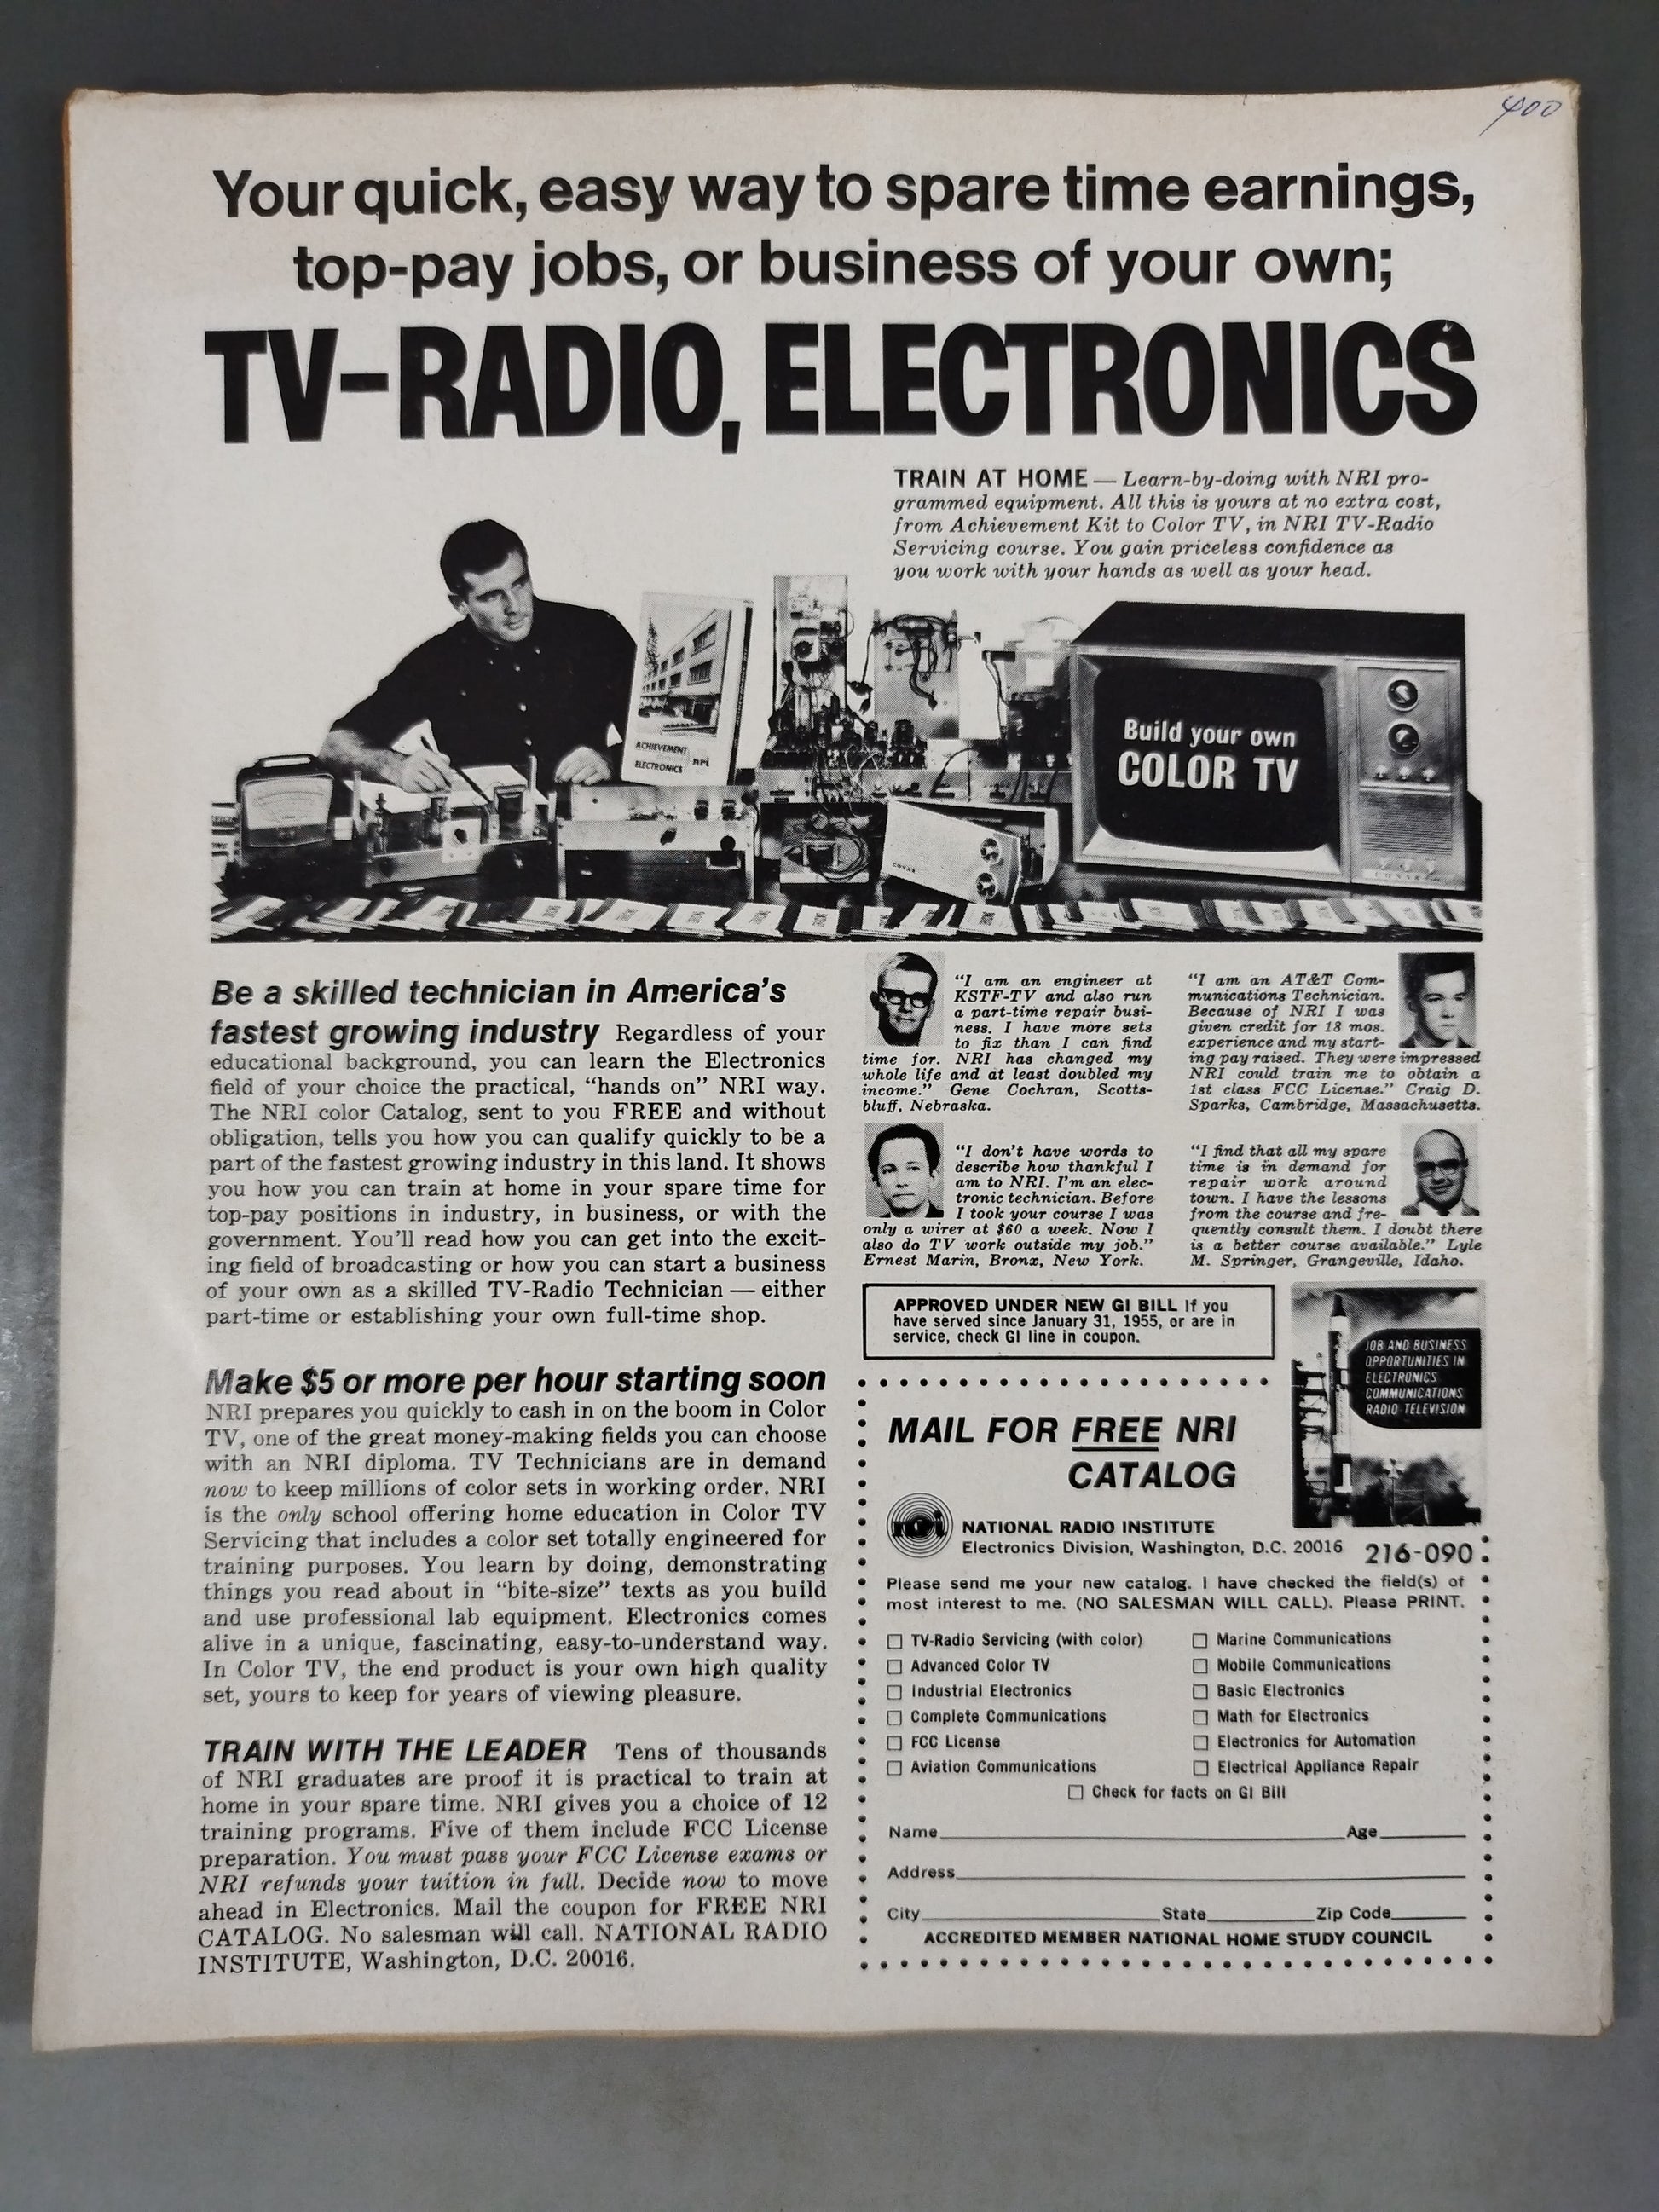 400
Your quick, easy way to spare time earnings,
top-pay jobs, or business of your own;
TV-RADIO, ELECTRONICS
TRAIN AT HOME — Learn-by-doing with NRI pro-
grammed equipment. All this is yours at no extra cost,
from Achievement Kit to Color TV, in NRI TV-Radio
Servicing course. You gain priceless confidence as
you work with your hands as well as your head.
ACHIEVEMENT
ELECTRONICS nri
Build your own
COLOR TV
CONAR
CONAR
Be a skilled technician in America's
fastest growing industry Regardless of your
educational background, you can learn the Electronics
field of your choice the practical, "hands on" NRI way.
The NRI color Catalog, sent to you FREE and without
obligation, tells you how you can qualify quickly to be a
part of the fastest growing industry in this land. It shows
you how you can train at home in your spare time for
top-pay positions in industry, in business, or with the
government. You'll read how you can get into the excit-
ing field of broadcasting or how you can start a business
of your own as a skilled TV-Radio Technician — either
part-time or establishing your own full-time shop.
Make $5 or more per hour starting soon
NRI prepares you quickly to cash in on the boom in Color
TV, one of the great money-making fields you can choose
with an NRI diploma. TV Technicians are in demand
now to keep millions of color sets in working order. NRI
is the only school offering home education in Color TV
Servicing that includes a color set totally engineered for
training purposes. You learn by doing, demonstrating
things you read about in "bite-size" texts as you build
and use professional lab equipment. Electronics comes
alive in a unique, fascinating, easy-to-understand way.
In Color TV, the end product is your own high quality
set, yours to keep for years of viewing pleasure.
TRAIN WITH THE LEADER Tens of thousands
of NRI graduates are proof it is practical to train at
home in your spare time. NRI gives you a choice of 12
training programs. Five of them include FCC License
preparation. You must pass your FCC License exams or
NRI refunds your tuition in full. Decide now to move
ahead in Electronics. Mail the coupon for FREE NRI
CATALOG. No salesman will call. NATIONAL RADIO
INSTITUTE, Washington, D.C. 20016.
"I am an engineer at
KSTF-TV and also run
a part-time repair busi-
ness. I have more sets
to fix than I can find
time for. NRI has changed my
whole life and at least doubled my
income." Gene Cochran, Scotts-
bluff, Nebraska.
"I am an AT&T Com-
munications Technician.
Because of NRI I was
given credit for 18 mos.
experience and my start-
ing pay raised. They were impressed
NRI could train me to obtain a
1st class FCC License." Craig D.
Sparks, Cambridge, Massachusetts.
"I don't have words to
describe how thankful I
am to NRI. I'm an elec-
tronic technician. Before
I took your course I was
only a wirer at $60 a week. Now I
also do TV work outside my job."
Ernest Marin, Bronx, New York.
"I find that all my spare
time is in demand for
repair work around
town. I have the lessons
from the course and fre-
quently consult them. I doubt there
is a better course available." Lyle
M. Springer, Grangeville, Idaho.
APPROVED UNDER NEW GI BILL If you
have served since January 31, 1955, or are in
service, check GI line in coupon.
JOB AND BUSINESS
OPPORTUNITIES IN
ELECTRONICS
COMMUNICATIONS
RADIO TELEVISION
MAIL FOR FREE NRI
CATALOG
nri
NATIONAL RADIO INSTITUTE
Electronics Division, Washington, D.C. 20016 216-090
Please send me your new catalog. I have checked the field(s) of
most interest to me. (NO SALESMAN WILL CALL). Please PRINT.
TV-Radio Servicing (with color)
Advanced Color TV
Industrial Electronics
Complete Communications
FCC License
Aviation Communications
Marine Communications
Mobile Communications
Basic Electronics
Math for Electronics
Electronics for Automation
Electrical Appliance Repair
Check for facts on GI Bill
Name Age
Address
City State Zip Code
ACCREDITED MEMBER NATIONAL HOME STUDY COUNCIL